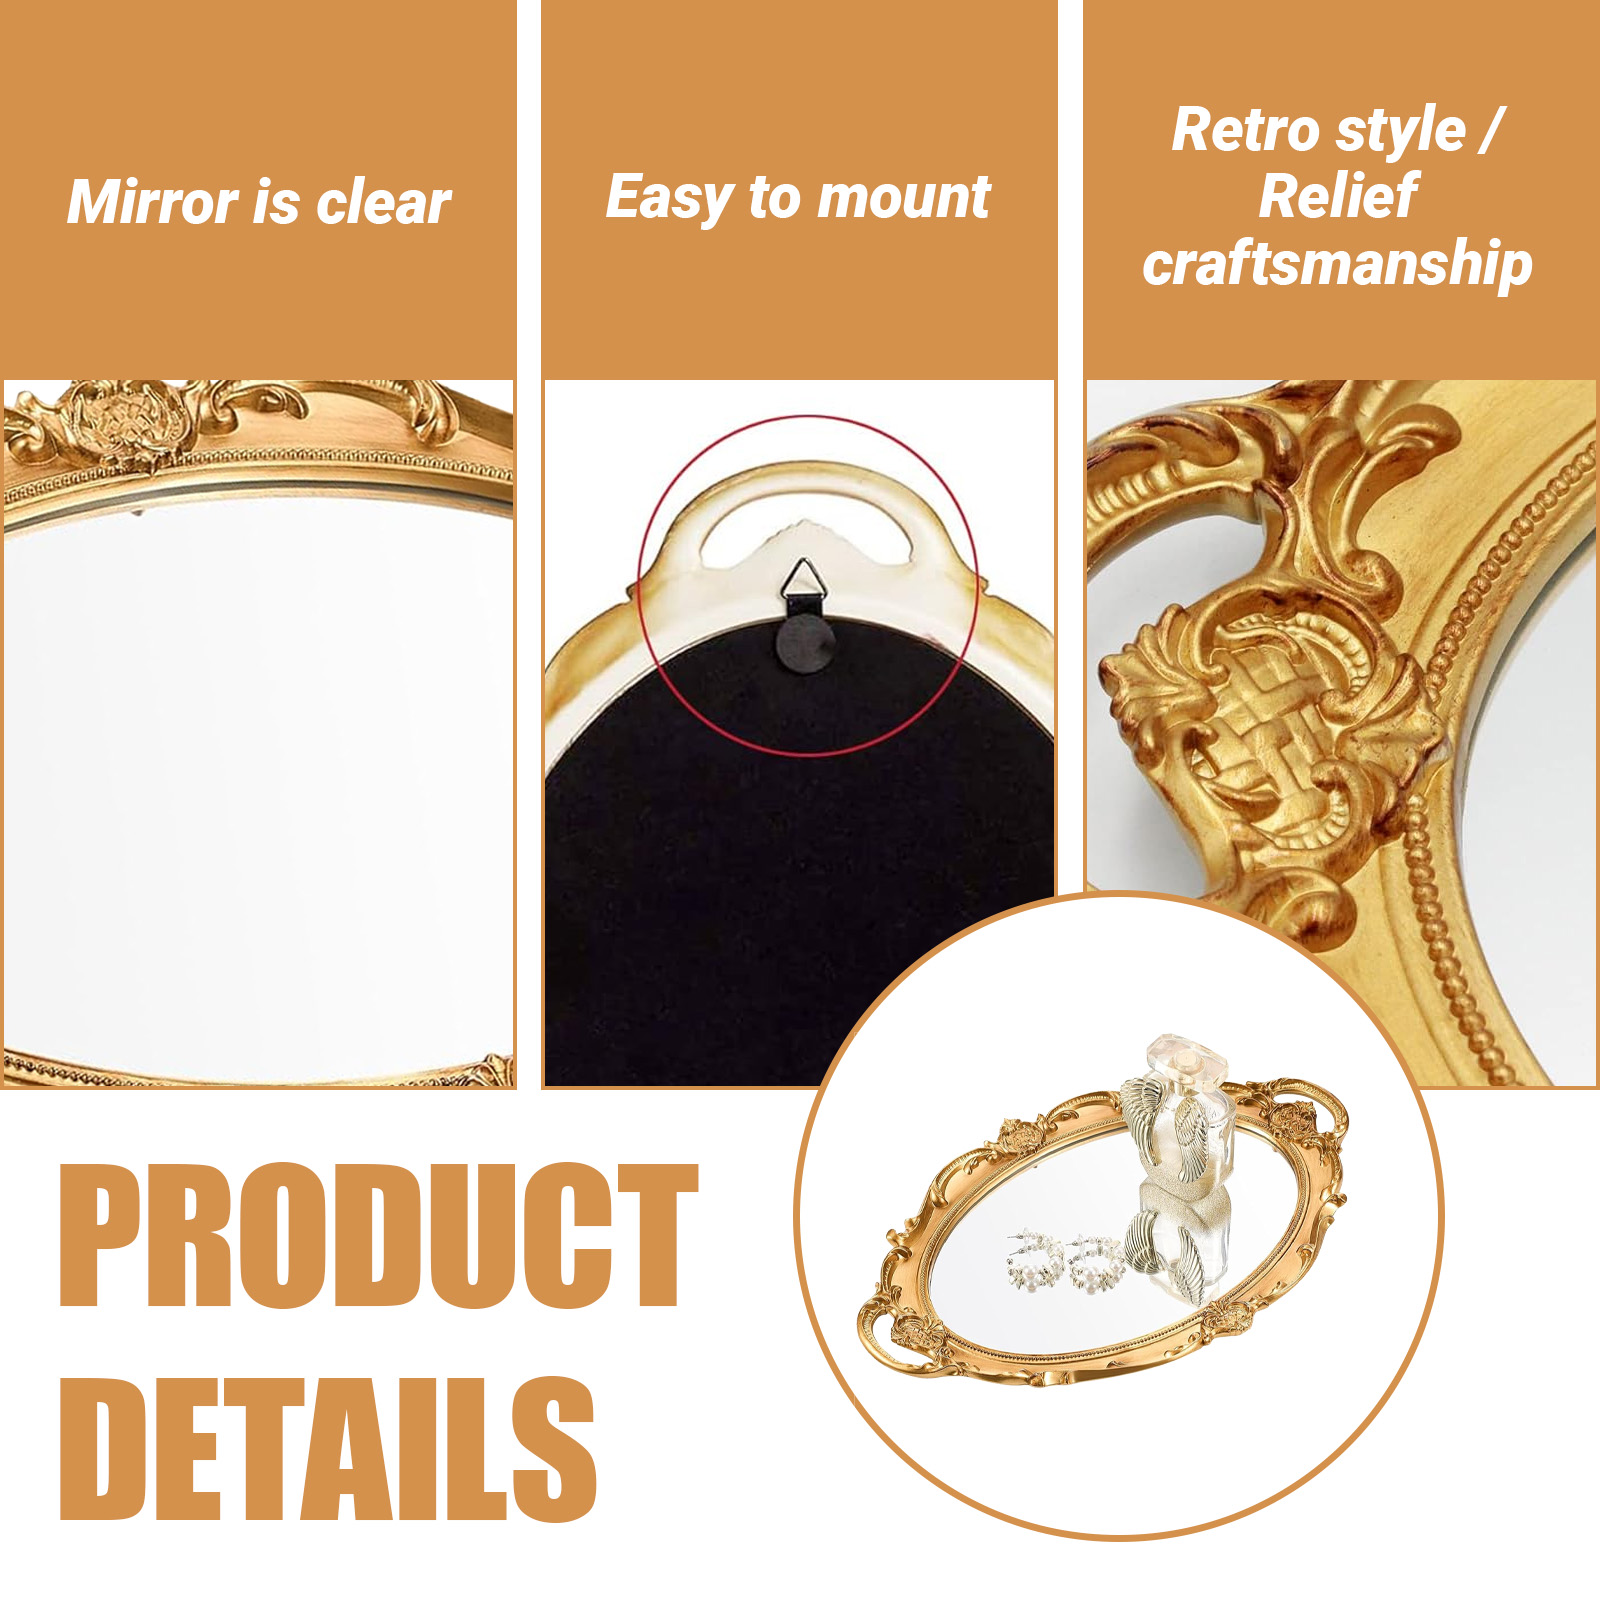 Mirror is clear
Easy to mount
Retro style /
Relief
craftsmanship
PRODUCT
DETAILS